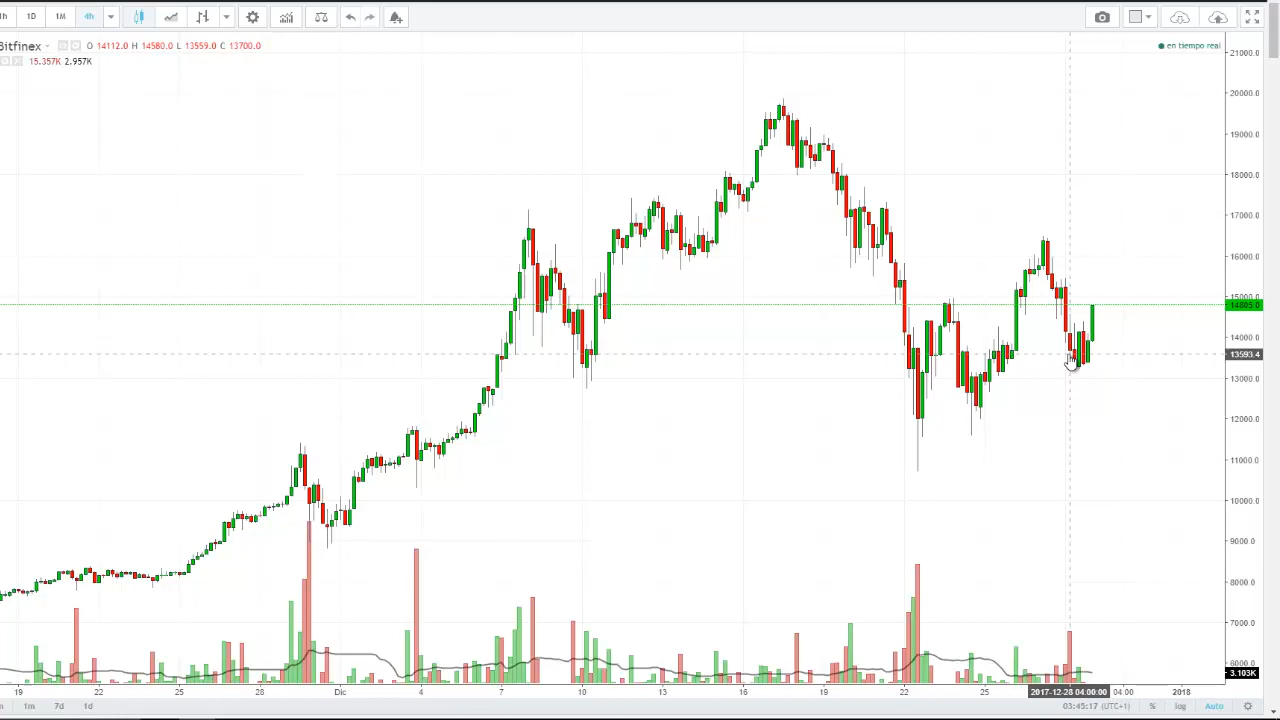 1h 1D 1M 4h
Bitfinex O 14112.0 H 14580.0 L 13559.0 C 13700.0
en tiempo real
15.357K 2.957K
21000.0
20000.0
19000.0
18000.0
17000.0
16000.0
15000.0
14805.0
14000.0
13593.4
13000.0
12000.0
11000.0
10000.0
9000.0
8000.0
7000.0
6000.0
3.103K
19 22 25 28 Dic 4 7 10 13 16 19 22 25 2017-12-28 04:00:00 04:00 2018
1m 7d 1d 03:45:17 (UTC+1) % log Auto